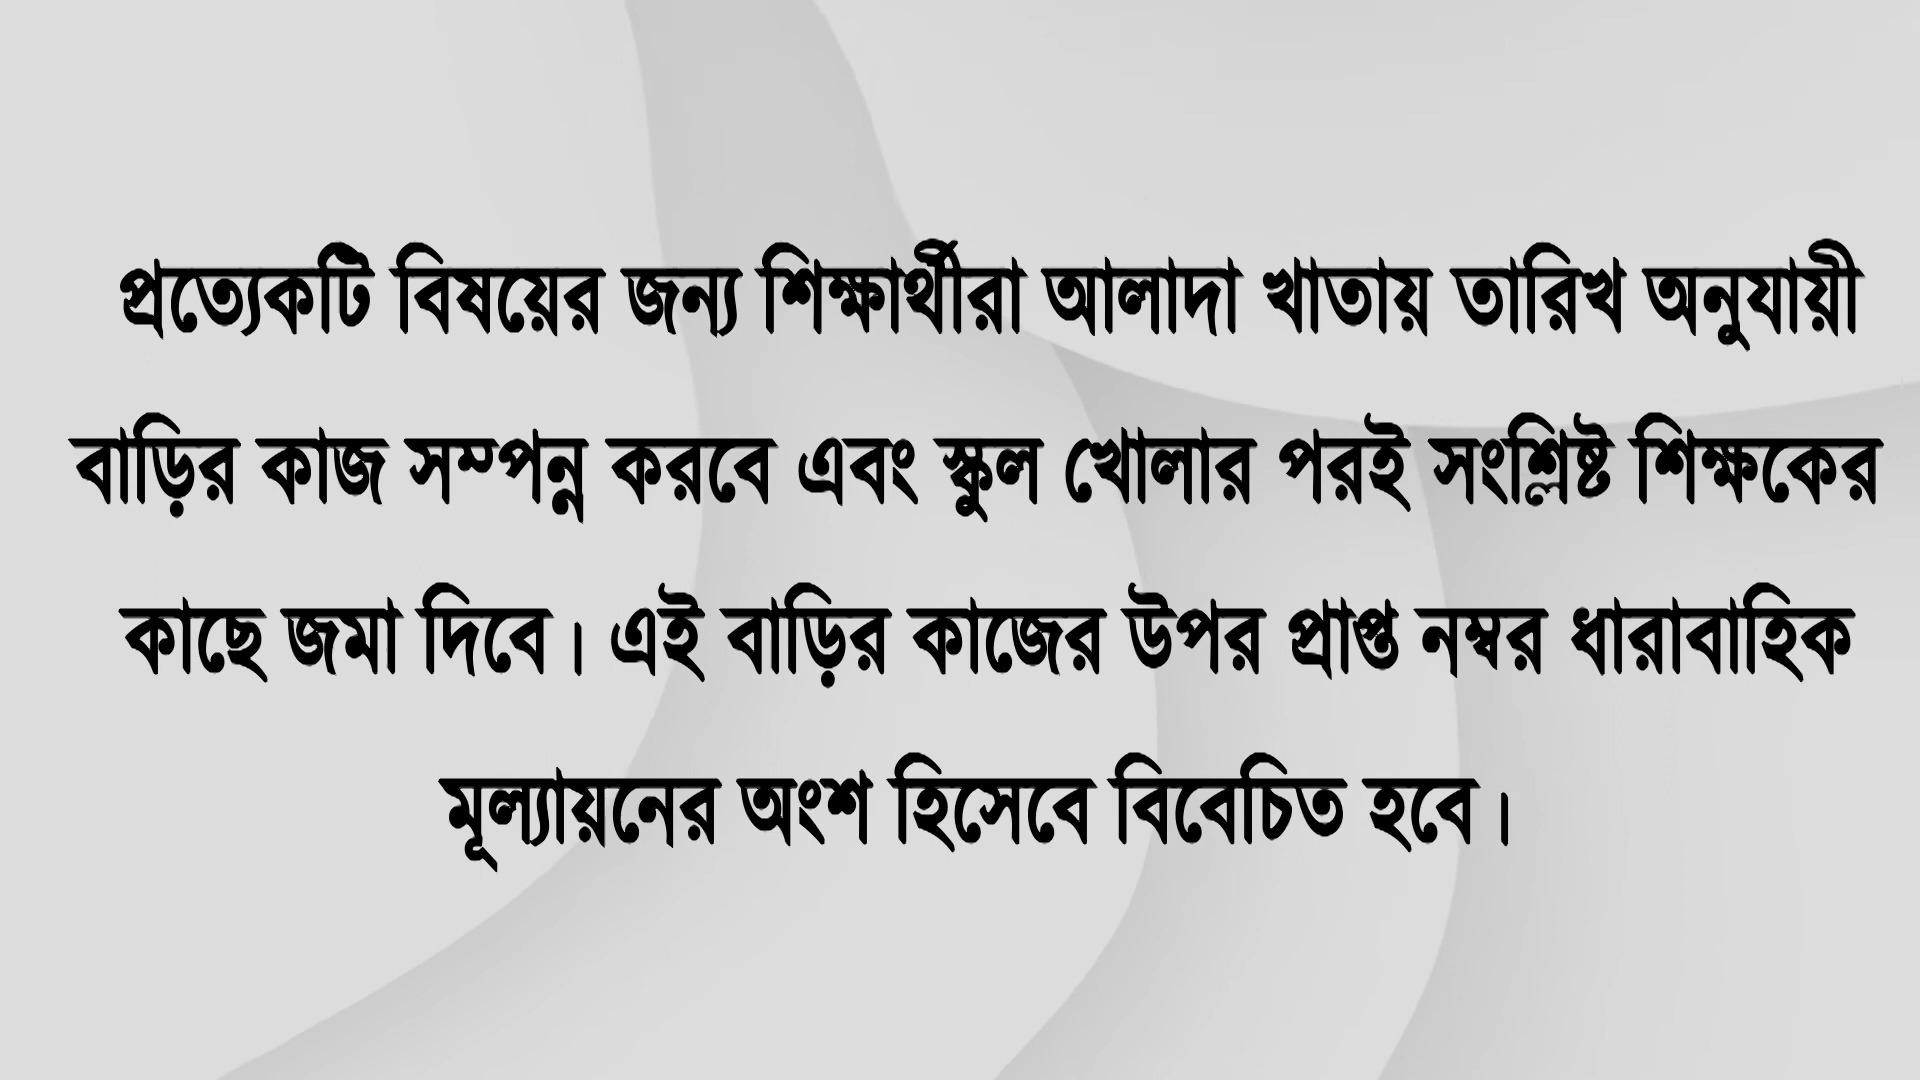 প্রত্যেকটি বিষয়ের জন্য শিক্ষার্থীরা আলাদা খাতায় তারিখ অনুযায়ী
বাড়ির কাজ সম্পন্ন করবে এবং স্কুল খোলার পরই সংশ্লিষ্ট শিক্ষকের
কাছে জমা দিবে। এই বাড়ির কাজের উপর প্রাপ্ত নম্বর ধারাবাহিক
মূল্যায়নের অংশ হিসেবে বিবেচিত হবে।